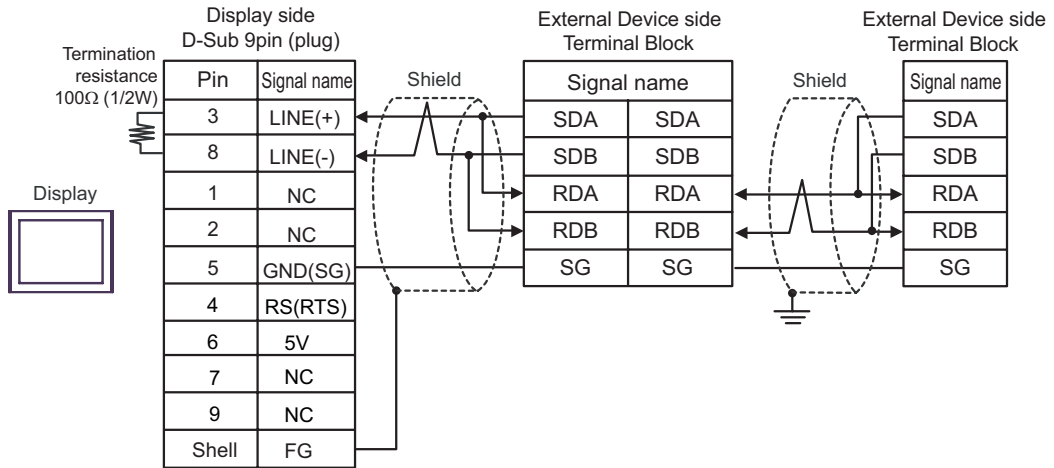 Display side
D-Sub 9pin (plug)
External Device side
Terminal Block
External Device side
Terminal Block
Termination
resistance
100Ω (1/2W)
Pin Signal name
Shield
Signal name
Shield
Signal name
3 LINE(+)
SDA SDA
SDA
8 LINE(-)
SDB SDB
SDB
Display
1 NC
RDA RDA
RDA
2 NC
RDB RDB
RDB
5 GND(SG)
SG SG
SG
4 RS(RTS)
6 5V
7 NC
9 NC
Shell FG